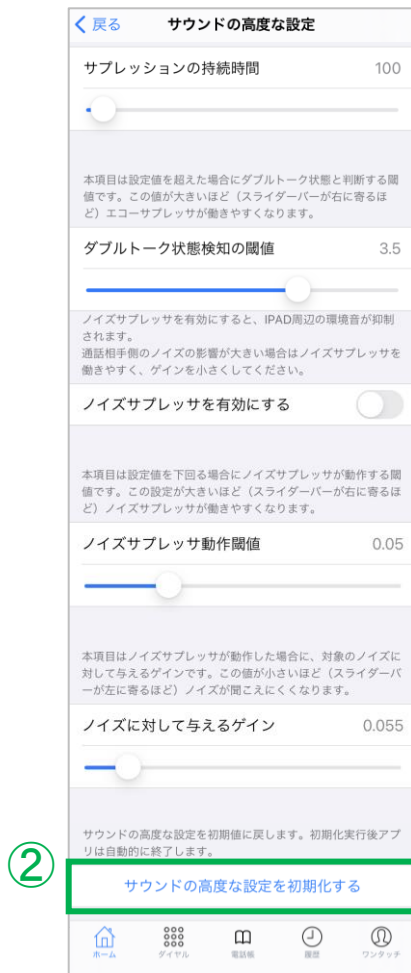 戻る サウンドの高度な設定
サプレッションの持続時間 100
本項目は設定値を超えた場合にダブルトーク状態と判断する閾
値です。この値が大きいほど（スライダーバーが右に寄るほ
ど）エコーサプレッサが働きやすくなります。
ダブルトーク状態検知の閾値 3.5
ノイズサプレッサを有効にすると、IPAD周辺の環境音が抑制
されます。
通話相手側のノイズの影響が大きい場合はノイズサプレッサを
働きやすく、ゲインを小さくしてください。
ノイズサプレッサを有効にする
本項目は設定値を下回る場合にノイズサプレッサが動作する閾
値です。この設定が大きいほど（スライダーバーが右に寄るほ
ど）ノイズサプレッサが働きやすくなります。
ノイズサプレッサ動作閾値 0.05
本項目はノイズサプレッサが動作した場合に、対象のノイズに
対して与えるゲインです。この値が小さいほど（スライダーバ
ーが左に寄るほど）ノイズが聞こえにくくなります。
ノイズに対して与えるゲイン 0.055
サウンドの高度な設定を初期値に戻します。初期化実行後アプ
リは自動的に終了します。
② サウンドの高度な設定を初期化する
ホーム ダイヤル 電話帳 履歴 ワンタッチ